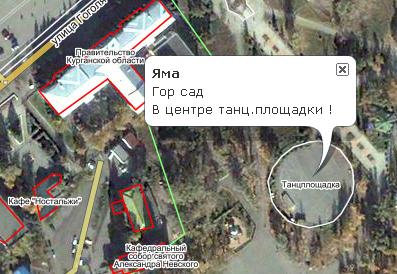 улица Гоголя
Правительство
Курганской области
Яма
Гор сад
В центре танц.площадки !
Танцплощадка
Кафе "Ностальжи"
Кафедральный
собор святого
Александра Невского